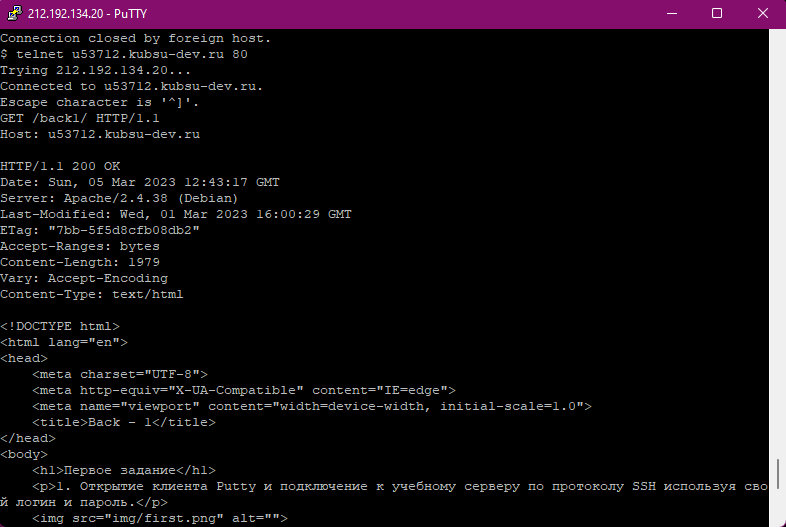 212.192.134.20 - PuTTY
Connection closed by foreign host.
$ telnet u53712.kubsu-dev.ru 80
Trying 212.192.134.20...
Connected to u53712.kubsu-dev.ru.
Escape character is '^]'.
GET /back1/ HTTP/1.1
Host: u53712.kubsu-dev.ru

HTTP/1.1 200 OK
Date: Sun, 05 Mar 2023 12:43:17 GMT
Server: Apache/2.4.38 (Debian)
Last-Modified: Wed, 01 Mar 2023 16:00:29 GMT
ETag: "7bb-5f5d8cfb08db2"
Accept-Ranges: bytes
Content-Length: 1979
Vary: Accept-Encoding
Content-Type: text/html

<!DOCTYPE html>
<html lang="en">
<head>
    <meta charset="UTF-8">
    <meta http-equiv="X-UA-Compatible" content="IE=edge">
    <meta name="viewport" content="width=device-width, initial-scale=1.0">
    <title>Back - 1</title>
</head>
<body>
    <h1>Первое задание</h1>
    <p>1. Открытие клиента Putty и подключение к учебному серверу по протоколу SSH используя сво
й логин и пароль.</p>
    <img src="img/first.png" alt="">